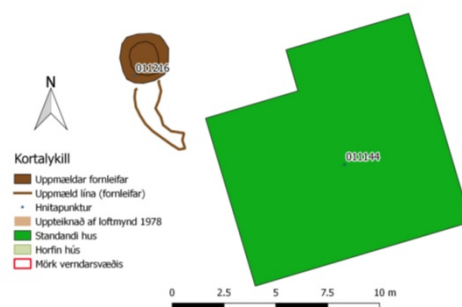 011216
N
011144
Kortalykill
Uppmældar fornleifar
Uppmæld lína (fornleifar)
Hnitapunktur
Uppteiknað af loftmynd 1978
Standandi hus
Horfin hús
Mörk verndarsvæðis
0 2.5 5 7.5 10 m